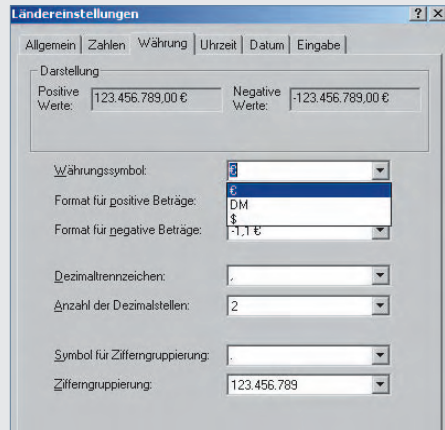 Ländereinstellungen
Allgemein Zahlen Währung Uhrzeit Datum Eingabe
Darstellung
Positive Werte: 123.456.789,00 € Negative Werte: -123.456.789,00 €
Währungssymbol: €
€
Format für positive Beträge: DM
$
Format für negative Beträge: -1,1 €
Dezimaltrennzeichen: ,
Anzahl der Dezimalstellen: 2
Symbol für Zifferngruppierung: .
Zifferngruppierung: 123.456.789